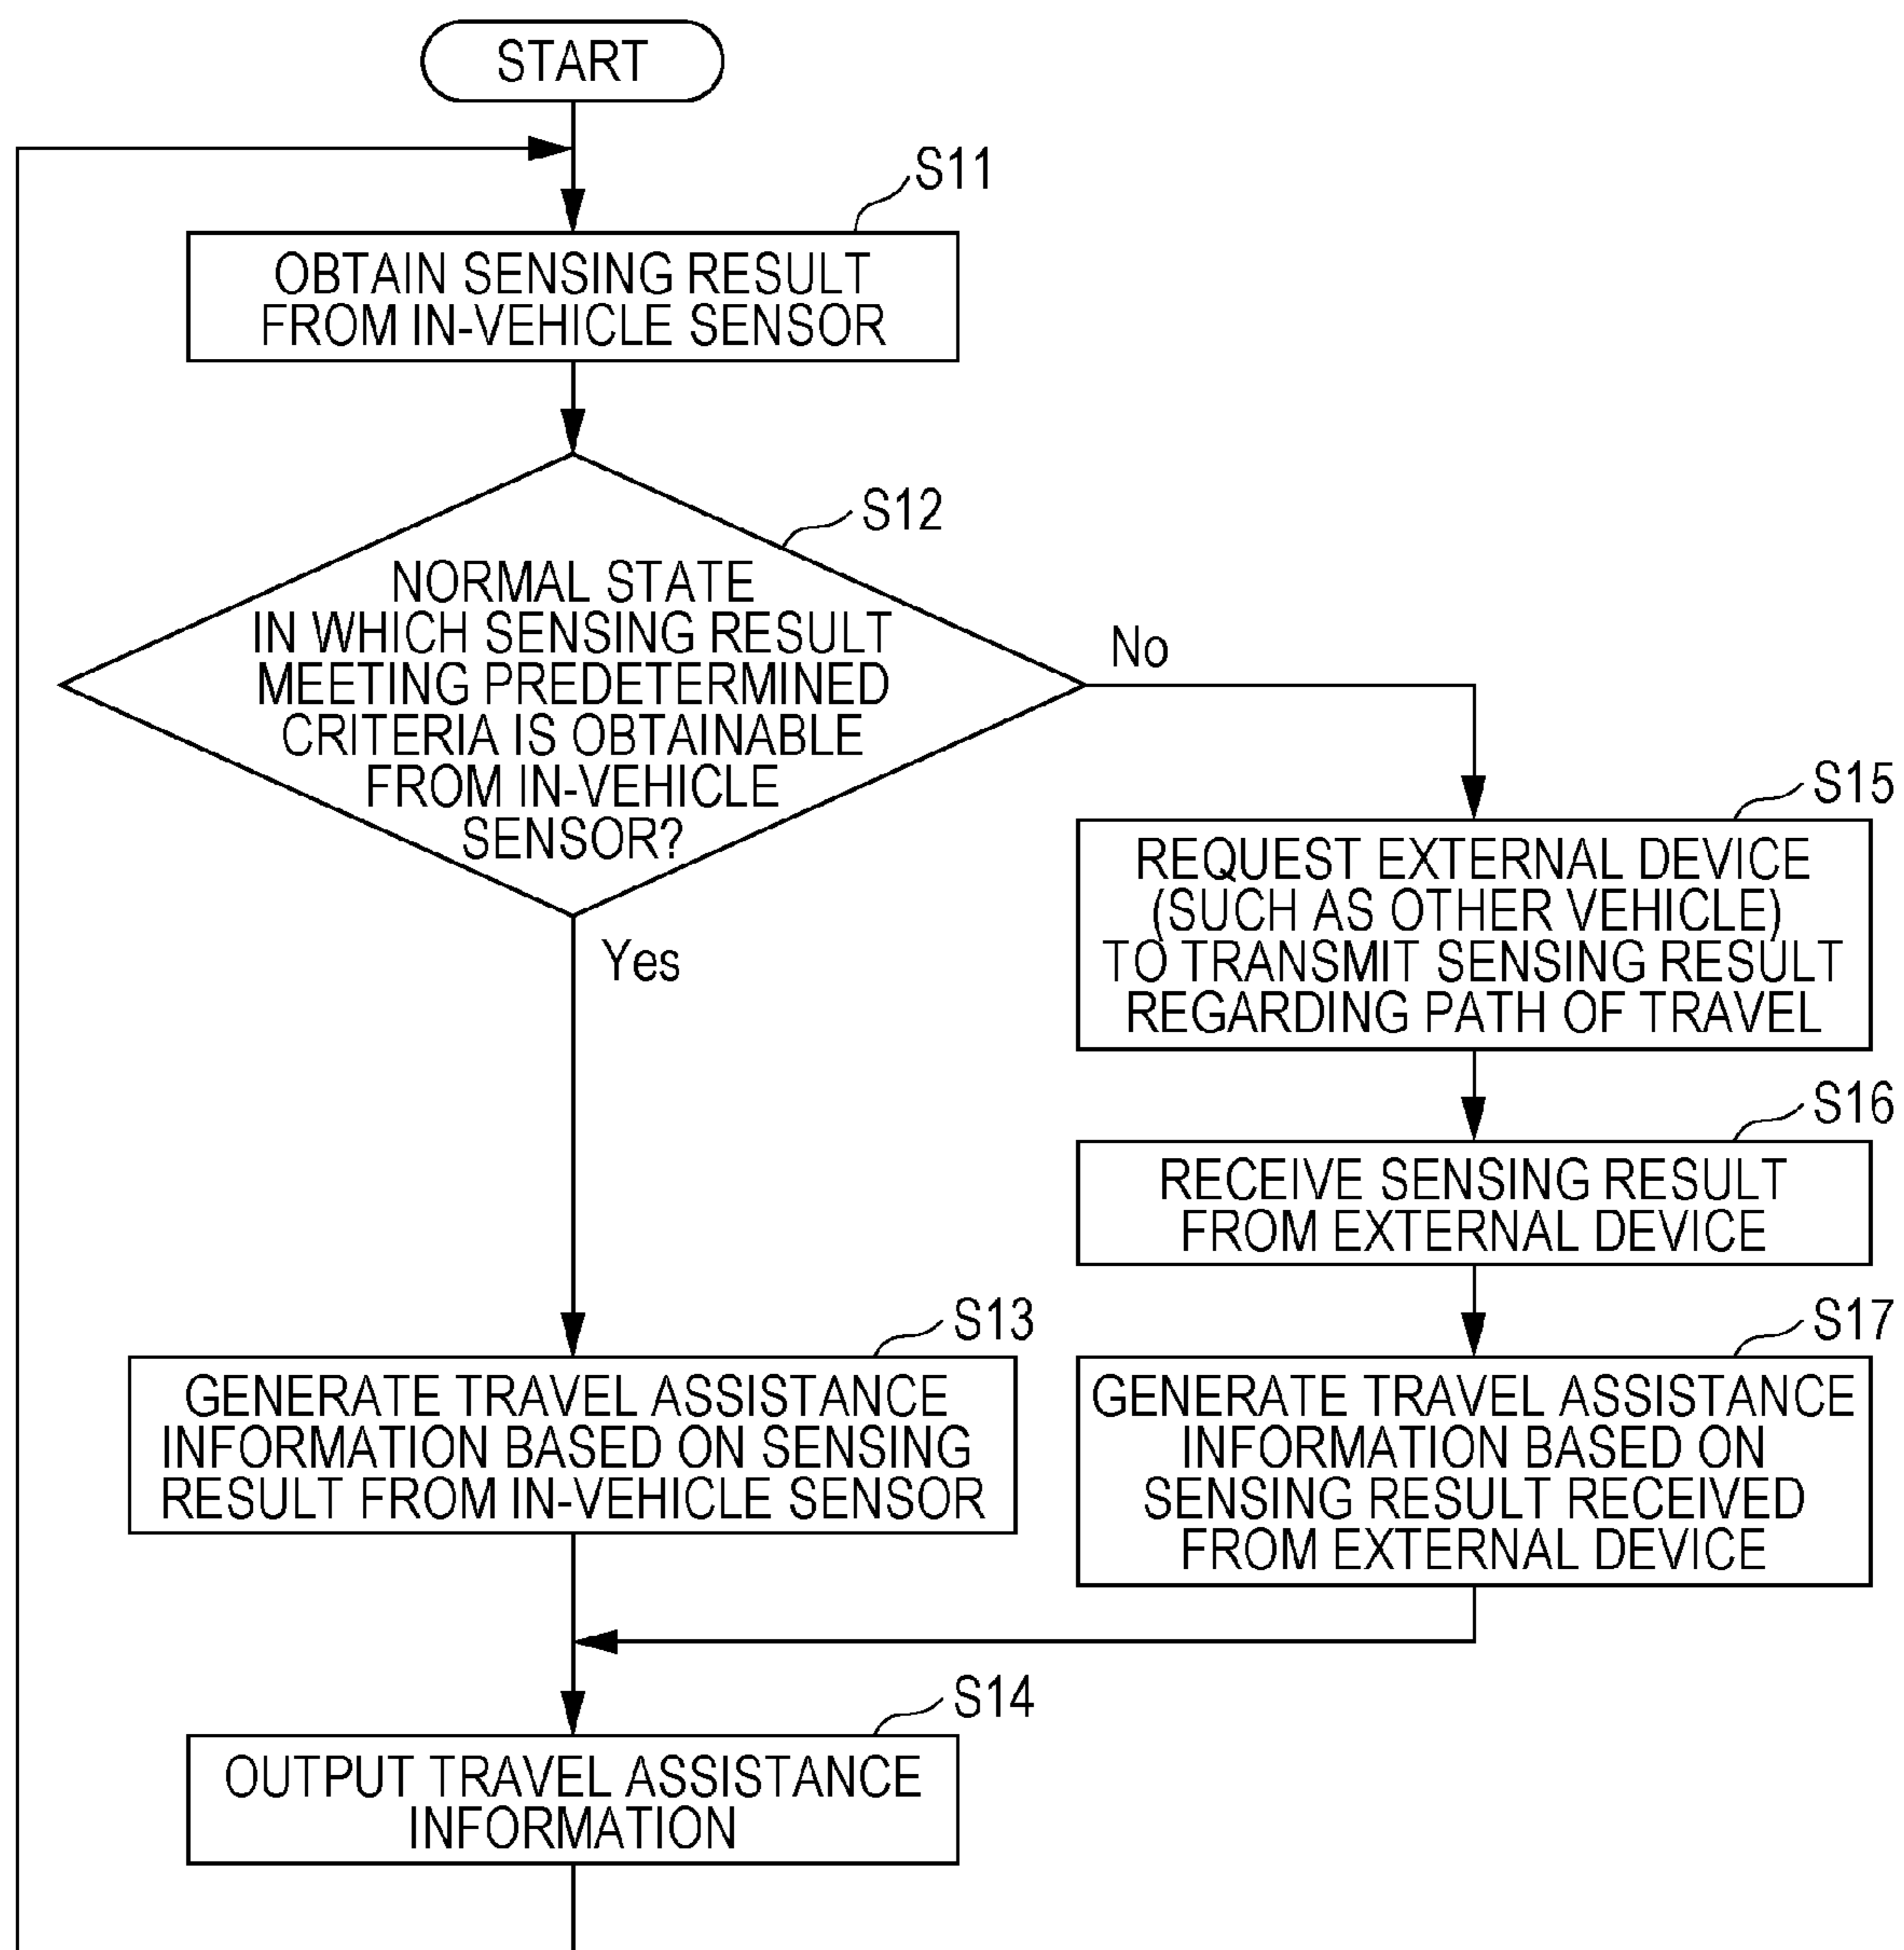 START
S11
OBTAIN SENSING RESULT
FROM IN-VEHICLE SENSOR
S12
NORMAL STATE
IN WHICH SENSING RESULT
MEETING PREDETERMINED
CRITERIA IS OBTAINABLE
FROM IN-VEHICLE
SENSOR?
No
Yes
S15
REQUEST EXTERNAL DEVICE
(SUCH AS OTHER VEHICLE)
TO TRANSMIT SENSING RESULT
REGARDING PATH OF TRAVEL
S16
RECEIVE SENSING RESULT
FROM EXTERNAL DEVICE
S13
GENERATE TRAVEL ASSISTANCE
INFORMATION BASED ON SENSING
RESULT FROM IN-VEHICLE SENSOR
S17
GENERATE TRAVEL ASSISTANCE
INFORMATION BASED ON
SENSING RESULT RECEIVED
FROM EXTERNAL DEVICE
S14
OUTPUT TRAVEL ASSISTANCE
INFORMATION